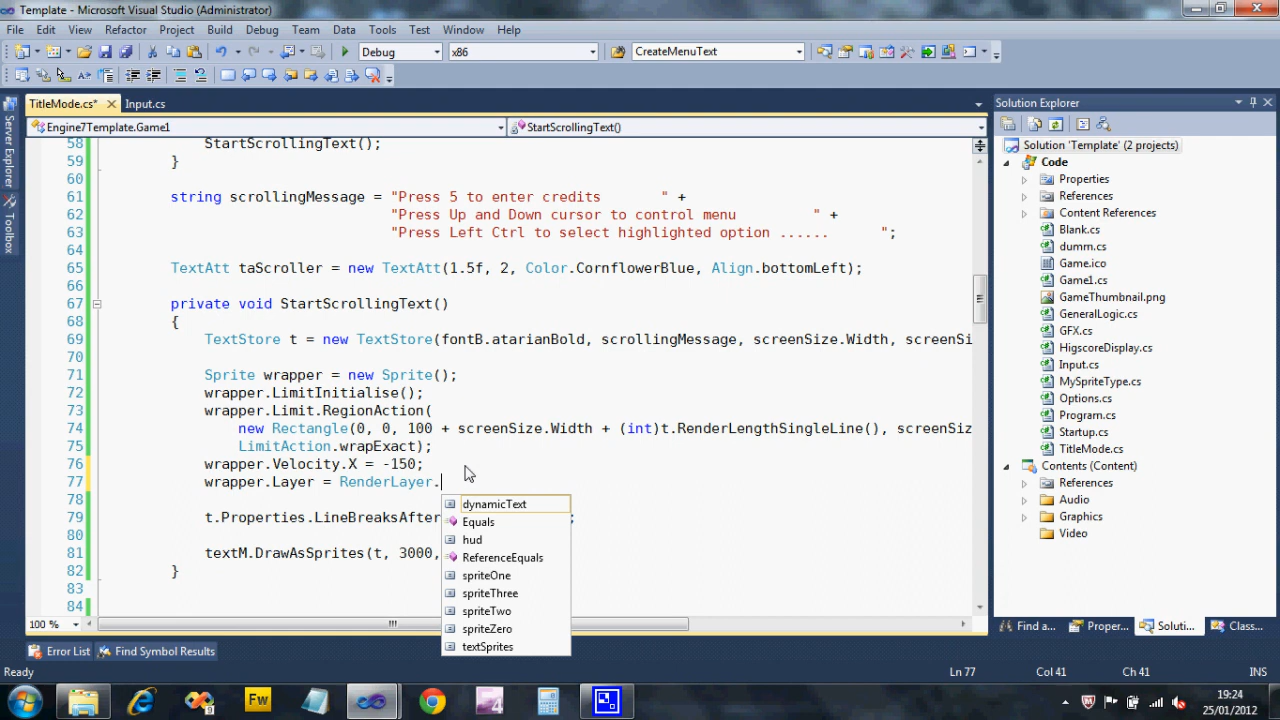 Template - Microsoft Visual Studio (Administrator)
File Edit View Refactor Project Build Debug Team Data Tools Test Window Help
Debug x86 CreateMenuText
TitleMode.cs* Input.cs
Engine7Template.Game1 StartScrollingText()
58 StartScrollingText();
59 }
60
61 string scrollingMessage = "Press 5 to enter credits " +
62 "Press Up and Down cursor to control menu " +
63 "Press Left Ctrl to select highlighted option ...... ";
64
65 TextAtt taScroller = new TextAtt(1.5f, 2, Color.CornflowerBlue, Align.bottomLeft);
66
67 private void StartScrollingText()
68 {
69 TextStore t = new TextStore(fontB.atarianBold, scrollingMessage, screenSize.Width, screenSi
70
71 Sprite wrapper = new Sprite();
72 wrapper.LimitInitialise();
73 wrapper.Limit.RegionAction(
74 new Rectangle(0, 0, 100 + screenSize.Width + (int)t.RenderLengthSingleLine(), screenSiz
75 LimitAction.wrapExact);
76 wrapper.Velocity.X = -150;
77 wrapper.Layer = RenderLayer.
78
79 t.Properties.LineBreaksAfter ;
80
81 textM.DrawAsSprites(t, 3000,
82 }
83
84
dynamicText
Equals
hud
ReferenceEquals
spriteOne
spriteThree
spriteTwo
spriteZero
textSprites
100 %
Server Explorer
Toolbox
Solution Explorer
Solution 'Template' (2 projects)
Code
Properties
References
Content References
Blank.cs
dumm.cs
Game.ico
Game1.cs
GameThumbnail.png
GeneralLogic.cs
GFX.cs
HigscoreDisplay.cs
Input.cs
MySpriteType.cs
Options.cs
Program.cs
Startup.cs
TitleMode.cs
Contents (Content)
References
Audio
Graphics
Video
Find a... Proper... Soluti... Class...
Error List Find Symbol Results
Ready Ln 77 Col 41 Ch 41 INS
Fw 4
19:24
25/01/2012